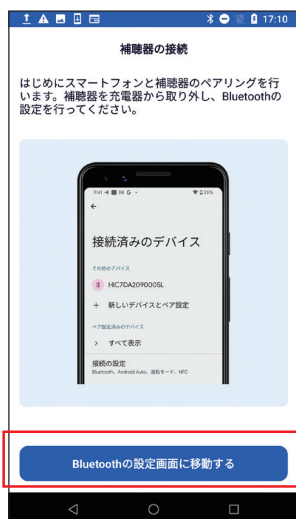 17:10
補聴器の接続
はじめにスマートフォンと補聴器のペアリングを行
います。補聴器を充電器から取り外し、Bluetoothの
設定を行ってください。
接続済みのデバイス
その他のデバイス
HIC7DA2090005L
+ 新しいデバイスとペア設定
ペア設定済みのデバイス
> すべて表示
接続の設定
Bluetooth、Android Auto、運転モード、NFC
Bluetoothの設定画面に移動する